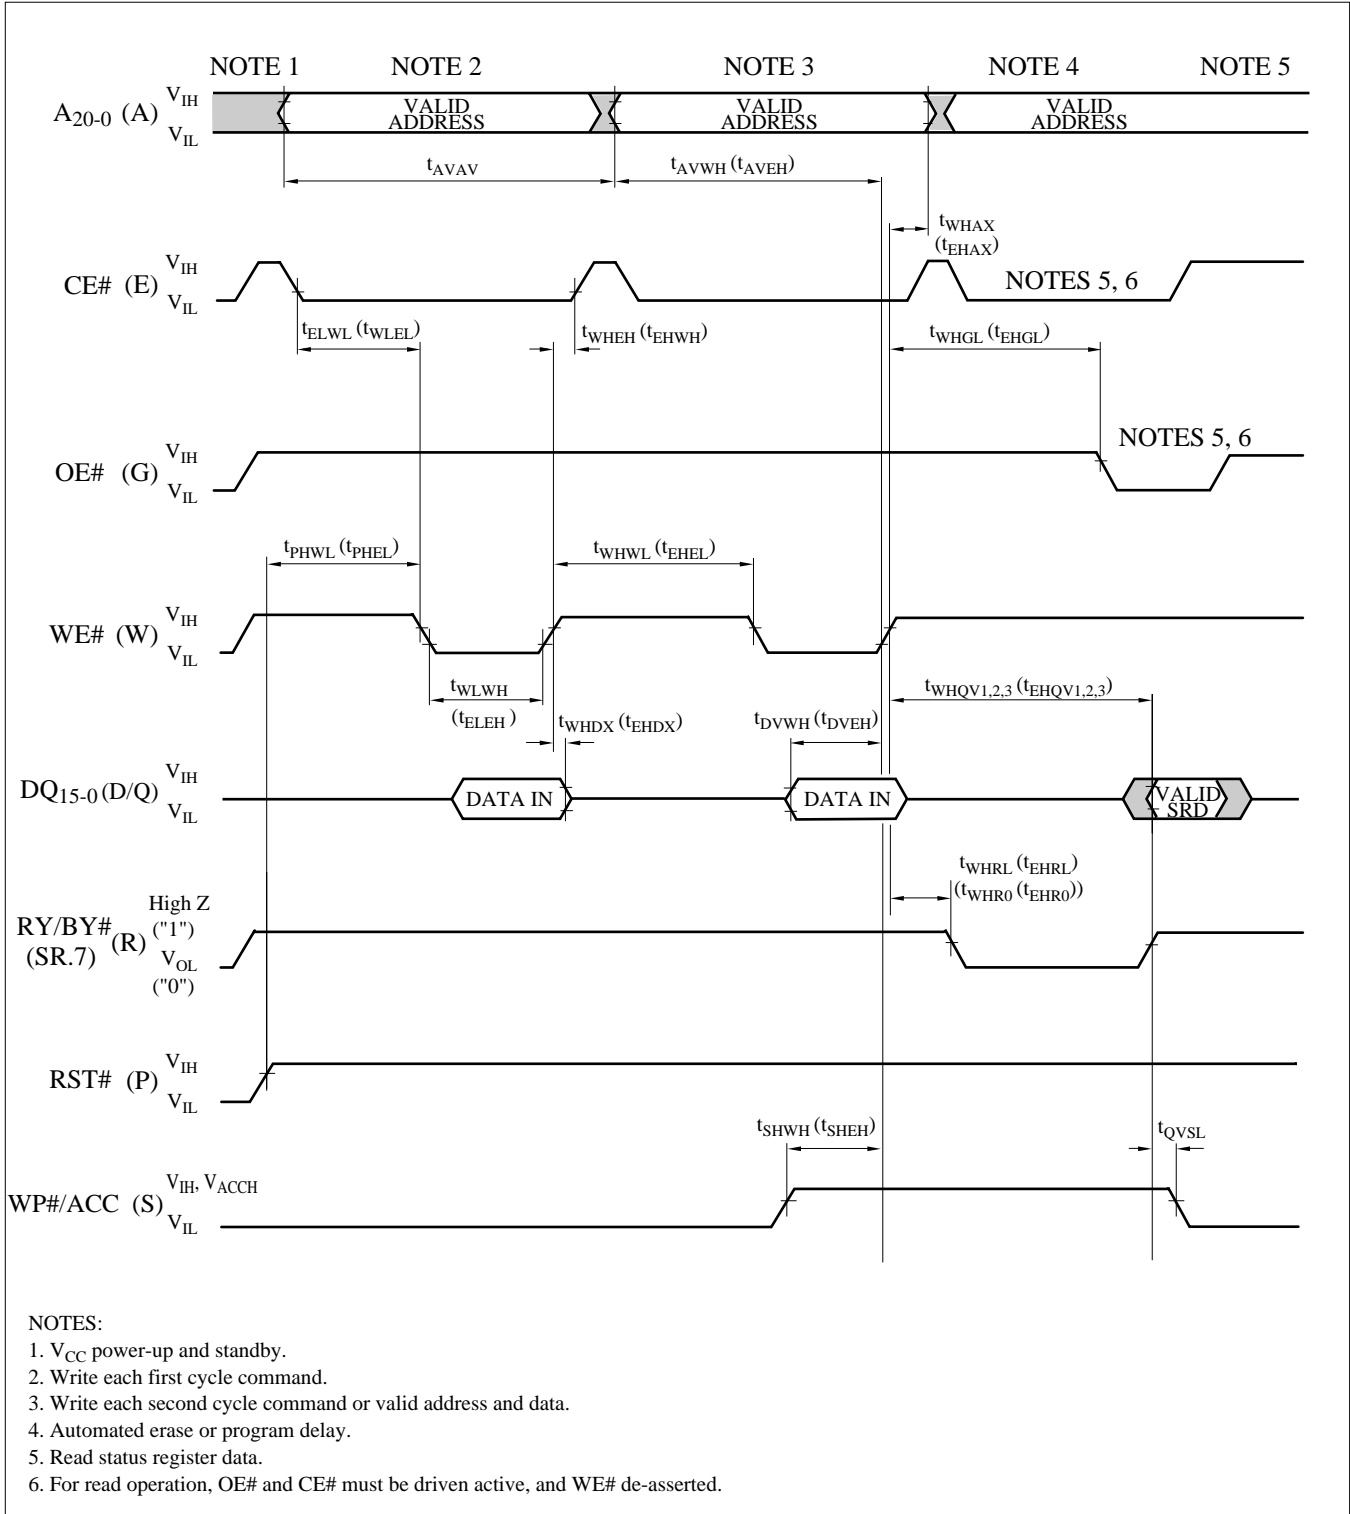 NOTE 1 NOTE 2 NOTE 3 NOTE 4 NOTE 5
A20-0 (A) VIH VIL
VALID ADDRESS VALID ADDRESS VALID ADDRESS
tAVAV tAVWH (tAVEH)
tWHAX
(tEHAX)
CE# (E) VIH VIL
NOTES 5, 6
tELWL (tWLEL) tWHEH (tEHWH) tWHGL (tEHGL)
OE# (G) VIH VIL
NOTES 5, 6
tPHWL (tPHEL) tWHWL (tEHEL)
WE# (W) VIH VIL
tWLWH
(tELEH )
tWHDX (tEHDX) tDVWH (tDVEH) tWHQV1,2,3 (tEHQV1,2,3)
DQ15-0 (D/Q) VIH VIL
DATA IN DATA IN VALID SRD
tWHRL (tEHRL)
(tWHR0 (tEHR0))
RY/BY# (SR.7) (R)
High Z
("1")
VOL
("0")
RST# (P) VIH VIL
tSHWH (tSHEH) tQVSL
WP#/ACC (S) VIH, VACCH VIL
NOTES:
1. VCC power-up and standby.
2. Write each first cycle command.
3. Write each second cycle command or valid address and data.
4. Automated erase or program delay.
5. Read status register data.
6. For read operation, OE# and CE# must be driven active, and WE# de-asserted.